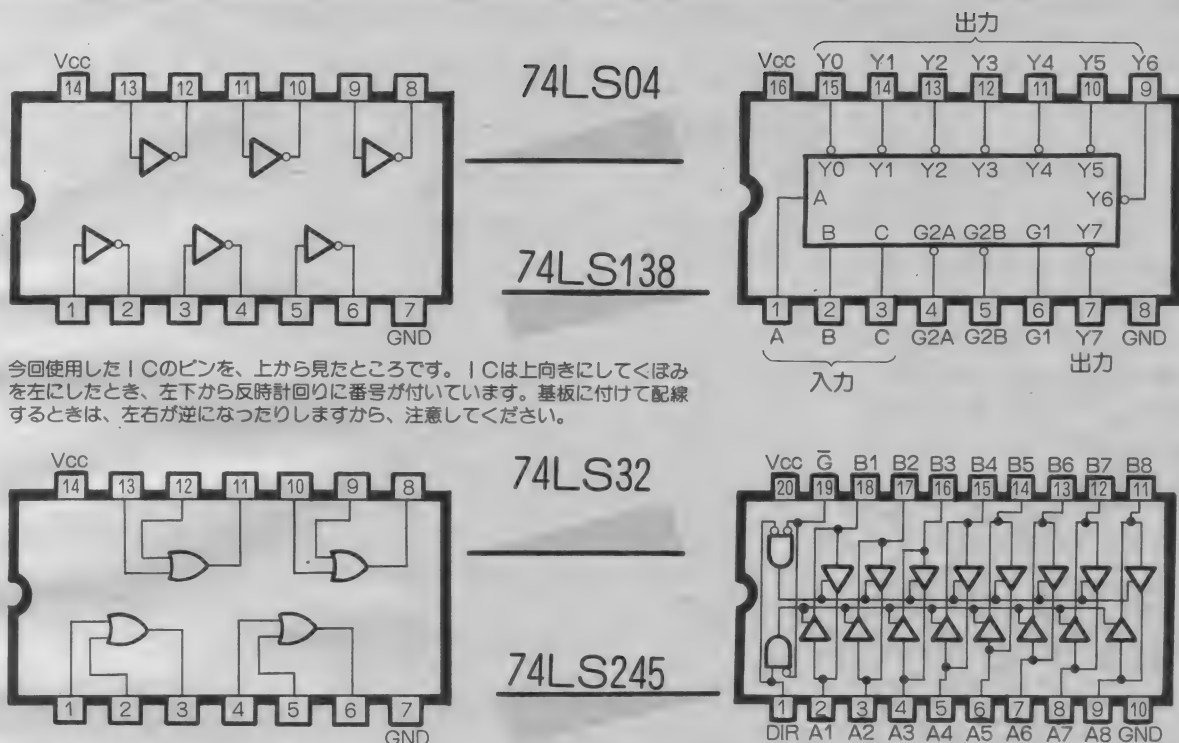 Vcc
14 13 12 11 10 9 8
1 2 3 4 5 6 7
GND
74LS04
74LS138
出力
Vcc Y0 Y1 Y2 Y3 Y4 Y5 Y6
16 15 14 13 12 11 10 9
Y0 Y1 Y2 Y3 Y4 Y5
A Y6
B C G2A G2B G1 Y7
1 2 3 4 5 6 7 8
A B C G2A G2B G1 Y7 GND
入力 出力
今回使用したICのピンを、上から見たところです。ICは上向きにしてくぼみ
を左にしたとき、左下から反時計回りに番号が付いています。基板に付けて配線
するときは、左右が逆になったりしますから、注意してください。
Vcc
14 13 12 11 10 9 8
1 2 3 4 5 6 7
GND
74LS32
74LS245
Vcc G̅ B1 B2 B3 B4 B5 B6 B7 B8
20 19 18 17 16 15 14 13 12 11
1 2 3 4 5 6 7 8 9 10
DIR A1 A2 A3 A4 A5 A6 A7 A8 GND